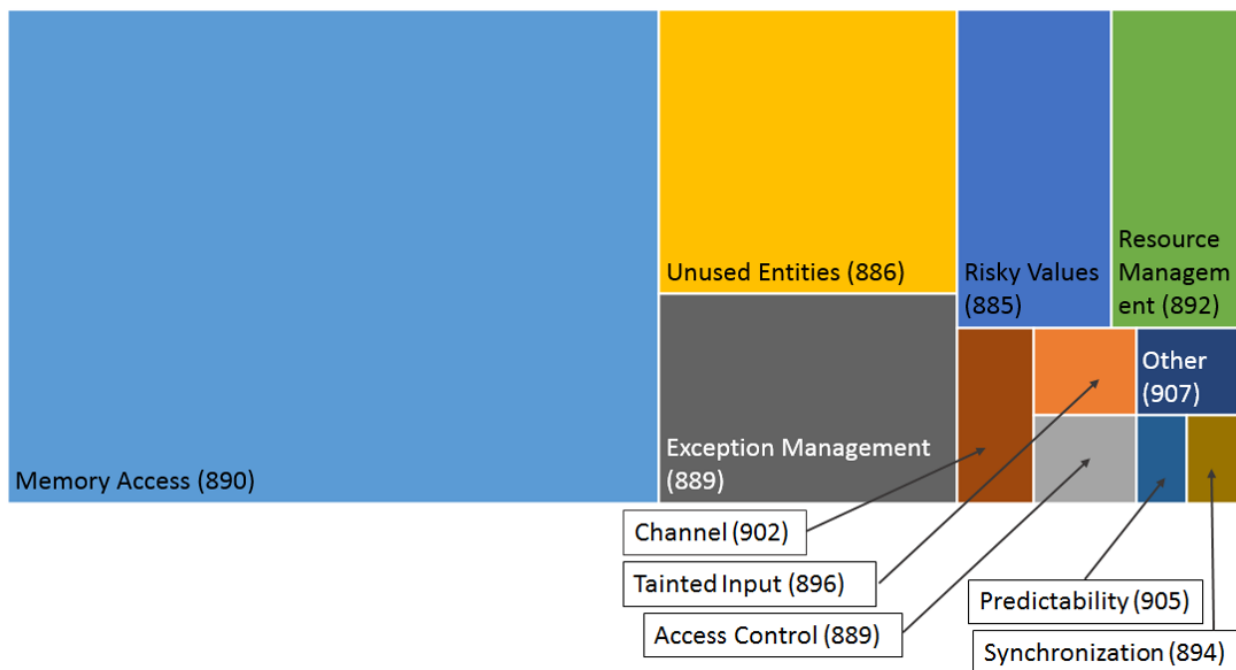 Memory Access (890)
Unused Entities (886)
Exception Management
(889)
Risky Values
(885)
Resource
Managem
ent (892)
Other
(907)
Channel (902)
Tainted Input (896)
Access Control (889)
Predictability (905)
Synchronization (894)